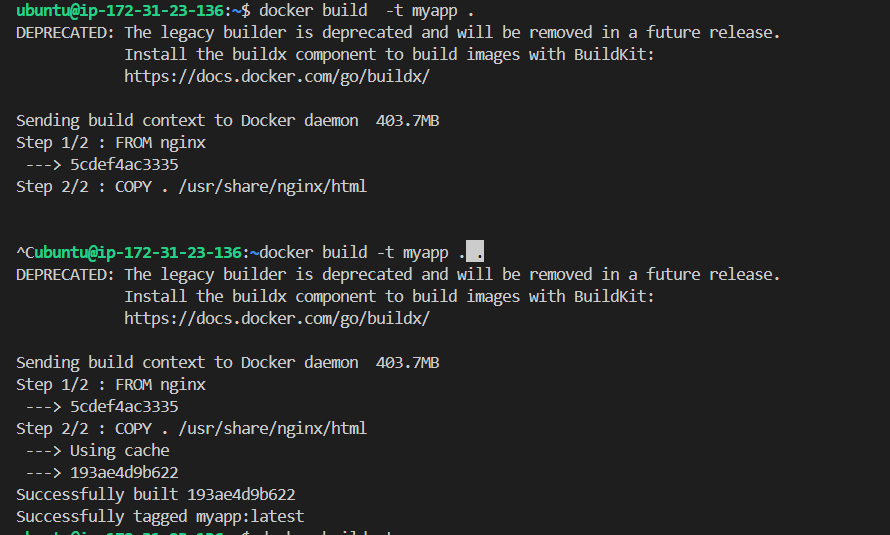 ubuntu@ip-172-31-23-136:~$ docker build  -t myapp .
DEPRECATED: The legacy builder is deprecated and will be removed in a future release.
            Install the buildx component to build images with BuildKit:
            https://docs.docker.com/go/buildx/
Sending build context to Docker daemon  403.7MB
Step 1/2 : FROM nginx
 ---> 5cdef4ac3335
Step 2/2 : COPY . /usr/share/nginx/html
^Cubuntu@ip-172-31-23-136:~docker build -t myapp . .
DEPRECATED: The legacy builder is deprecated and will be removed in a future release.
            Install the buildx component to build images with BuildKit:
            https://docs.docker.com/go/buildx/
Sending build context to Docker daemon  403.7MB
Step 1/2 : FROM nginx
 ---> 5cdef4ac3335
Step 2/2 : COPY . /usr/share/nginx/html
 ---> Using cache
 ---> 193ae4d9b622
Successfully built 193ae4d9b622
Successfully tagged myapp:latest